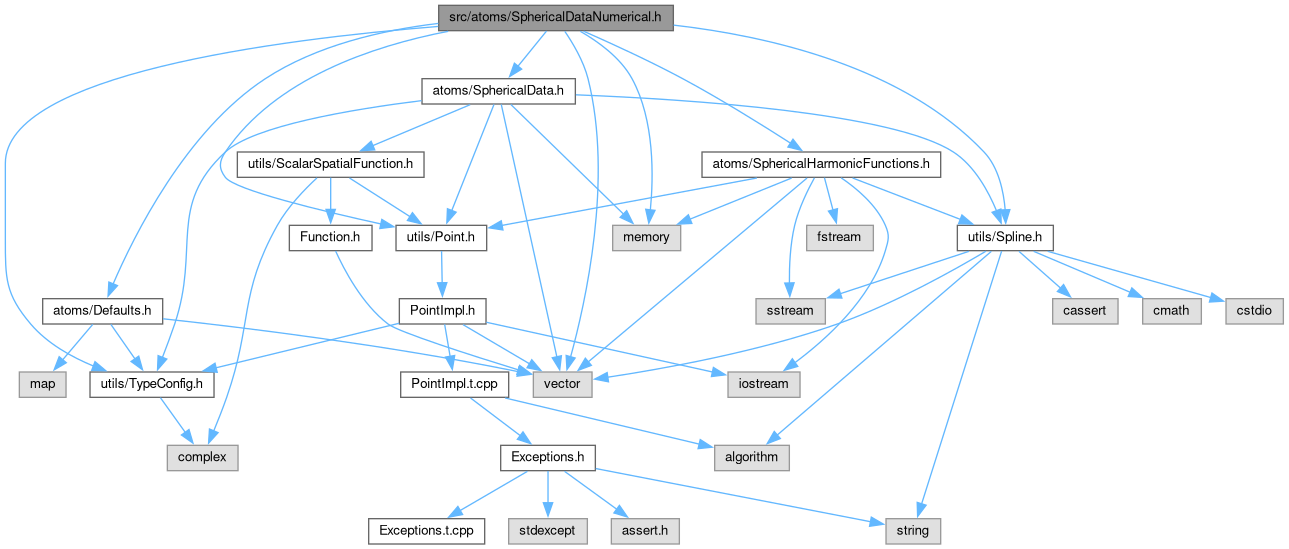 src/atoms/SphericalDataNumerical.h
atoms/SphericalData.h
utils/ScalarSpatialFunction.h
atoms/SphericalHarmonicFunctions.h
Function.h
utils/Point.h
memory
fstream
utils/Spline.h
atoms/Defaults.h
PointImpl.h
sstream
cassert
cmath
cstdio
map
utils/TypeConfig.h
PointImpl.t.cpp
vector
iostream
complex
Exceptions.h
algorithm
Exceptions.t.cpp
stdexcept
assert.h
string